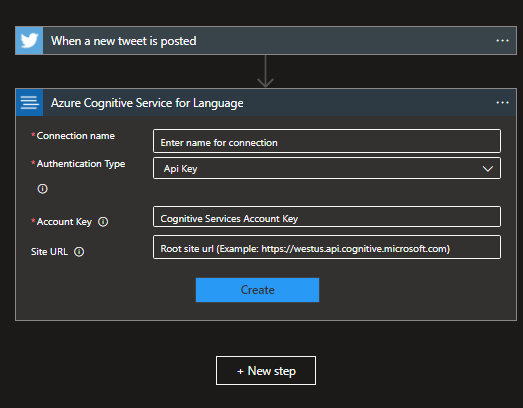 When a new tweet is posted
...
Azure Cognitive Service for Language
...
*Connection name
Enter name for connection
*Authentication Type
Api Key
*Account Key
Cognitive Services Account Key
Site URL
Root site url (Example: https://westus.api.cognitive.microsoft.com)
Create
+ New step